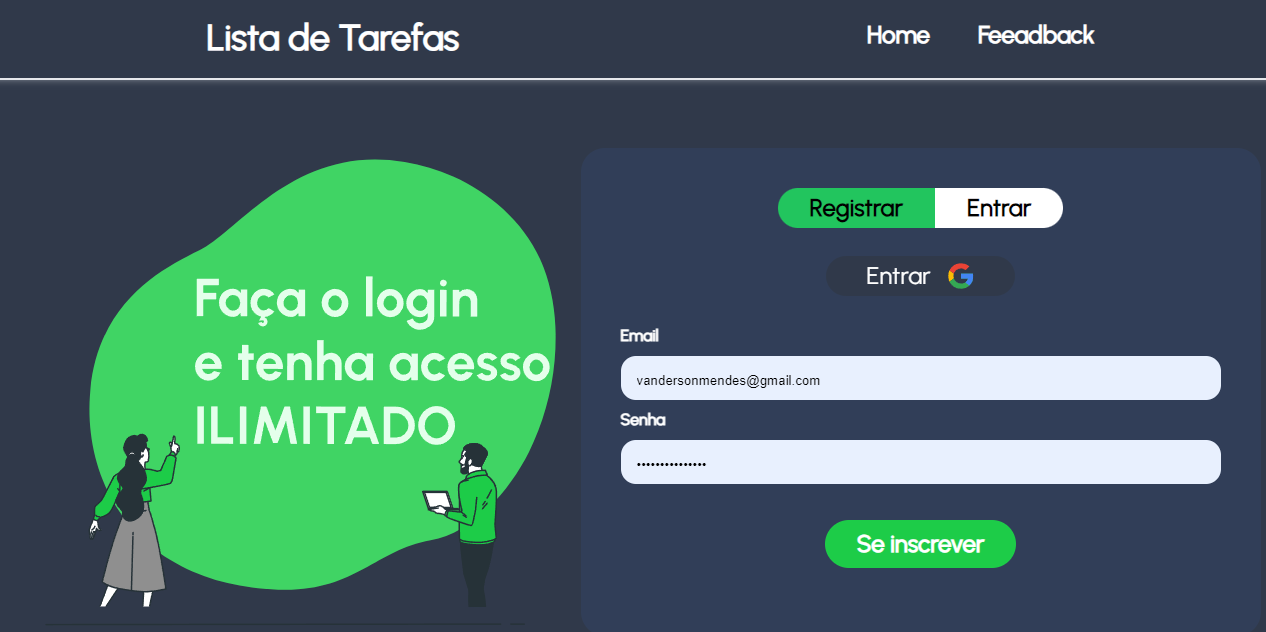 Lista de Tarefas
Home
Feeadback
Faça o login
e tenha acesso
ILIMITADO
Registrar
Entrar
Entrar
Email
vandersonmendes@gmail.com
Senha
•••••••••••••••
Se inscrever